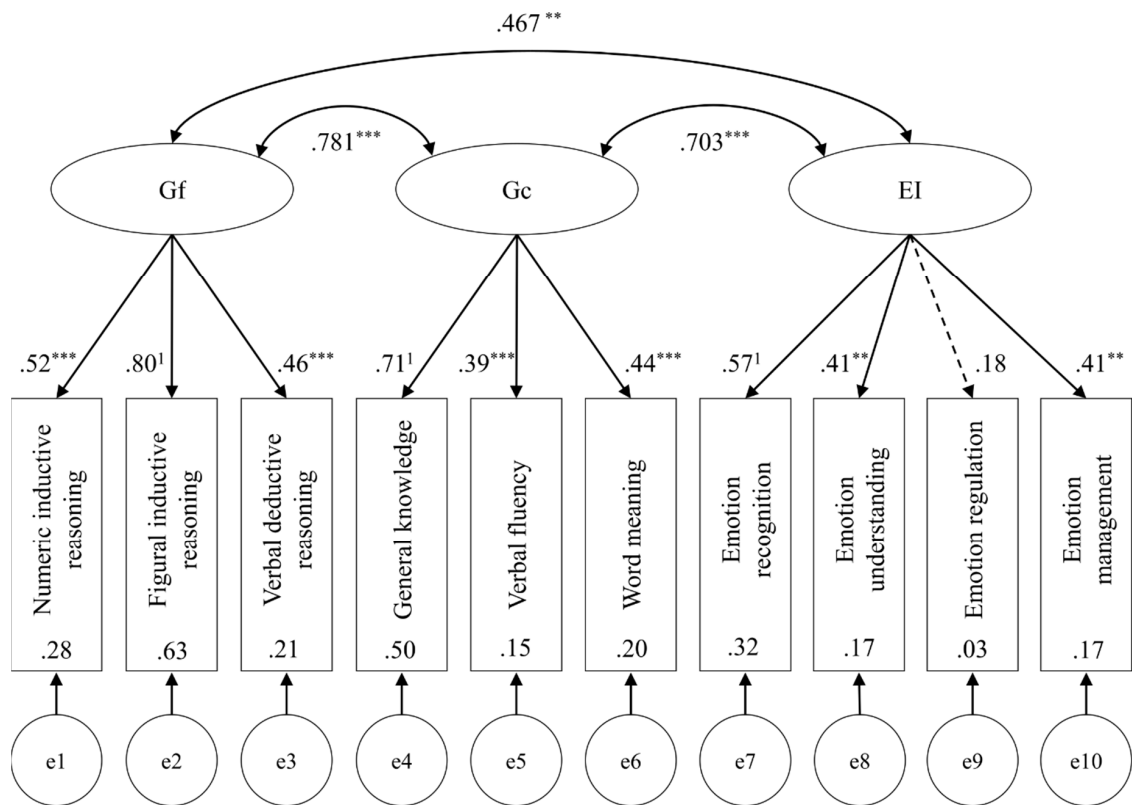 .467 **
.781***
.703***
Gf
Gc
EI
.52***
.80¹
.46***
.71¹
.39***
.44***
.57¹
.41**
.18
.41**
Numeric inductive
reasoning
Figural inductive
reasoning
Verbal deductive
reasoning
General knowledge
Verbal fluency
Word meaning
Emotion
recognition
Emotion
understanding
Emotion regulation
Emotion
management
.28
.63
.21
.50
.15
.20
.32
.17
.03
.17
e1
e2
e3
e4
e5
e6
e7
e8
e9
e10